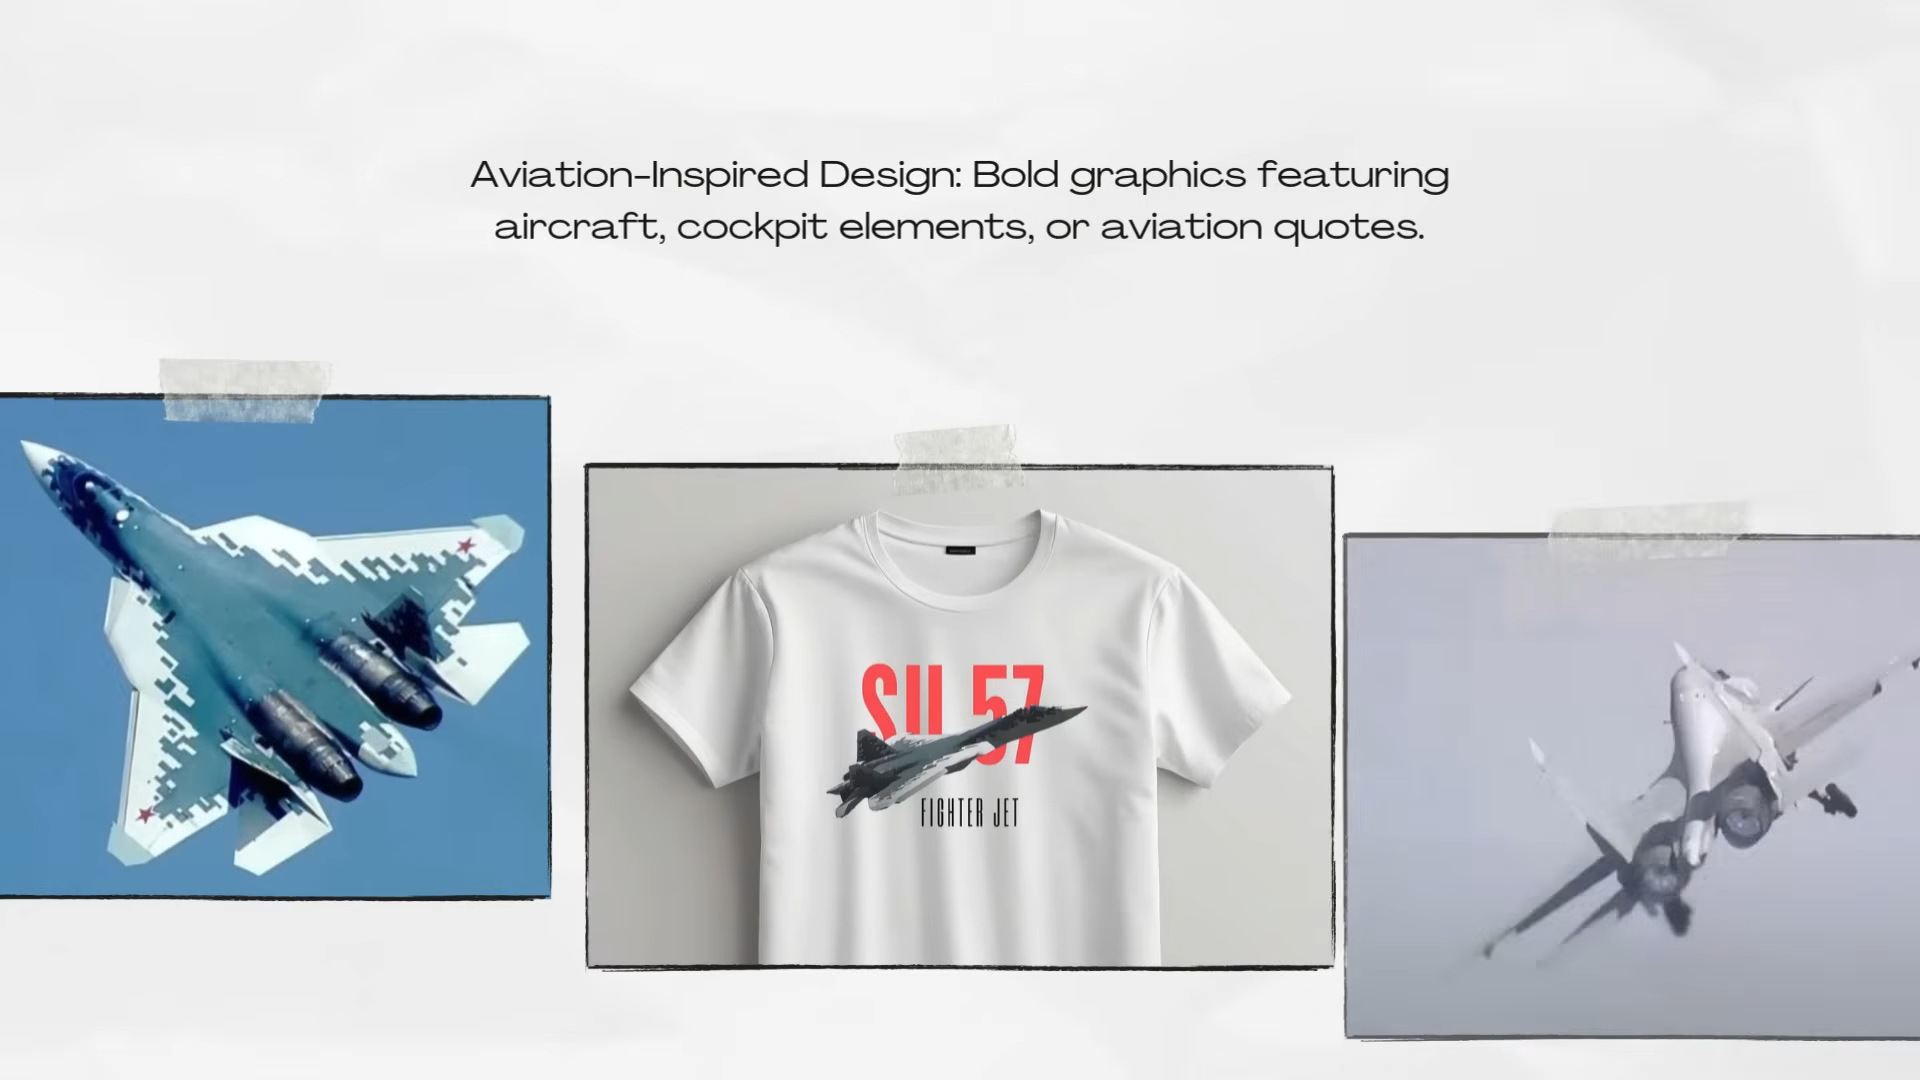 Aviation-Inspired Design: Bold graphics featuring
aircraft, cockpit elements, or aviation quotes.
SU 57
FIGHTER JET